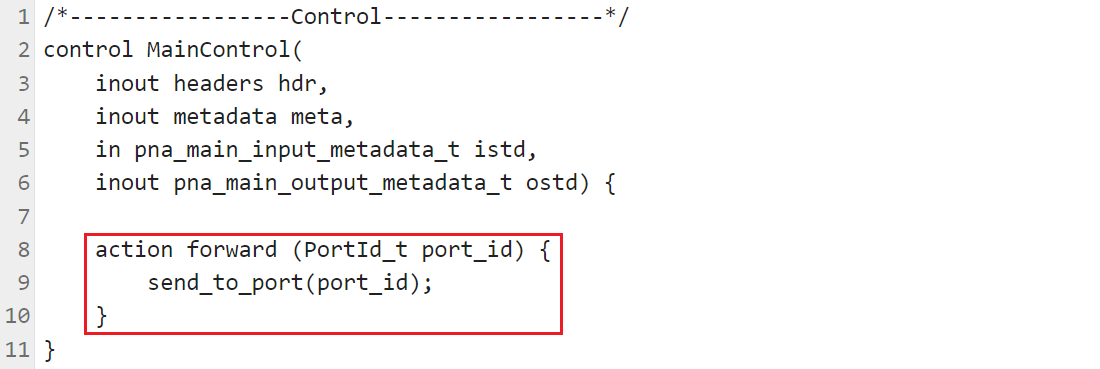 1 /*-----------------Control-----------------*/
2 control MainControl(
3     inout headers hdr,
4     inout metadata meta,
5     in pna_main_input_metadata_t istd,
6     inout pna_main_output_metadata_t ostd) {
7
8     action forward (PortId_t port_id) {
9         send_to_port(port_id);
10     }
11 }